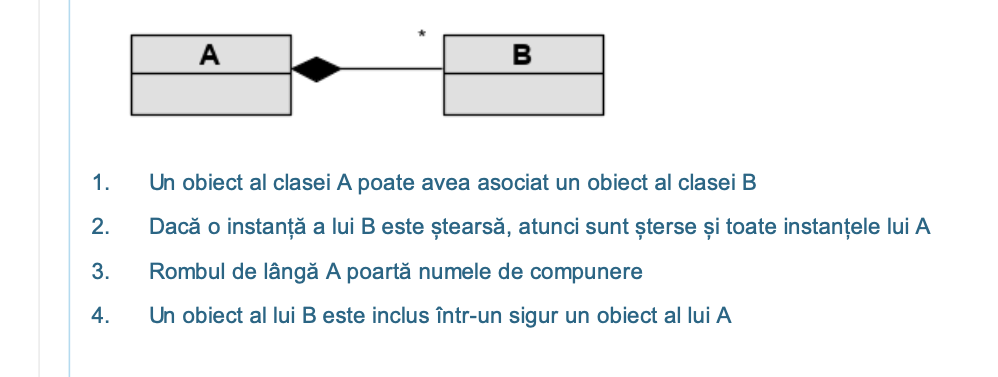 *
A B
1. Un obiect al clasei A poate avea asociat un obiect al clasei B
2. Dacă o instanță a lui B este ștearsă, atunci sunt șterse și toate instanțele lui A
3. Rombul de lângă A poartă numele de compunere
4. Un obiect al lui B este inclus într-un sigur un obiect al lui A